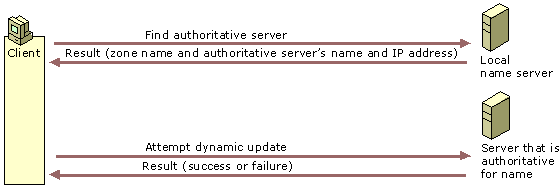 Find authoritative server
Client
Result (zone name and authoritative server's name and IP address)
Local
name server
Attempt dynamic update
Result (success or failure)
Server that is
authoritative
for name